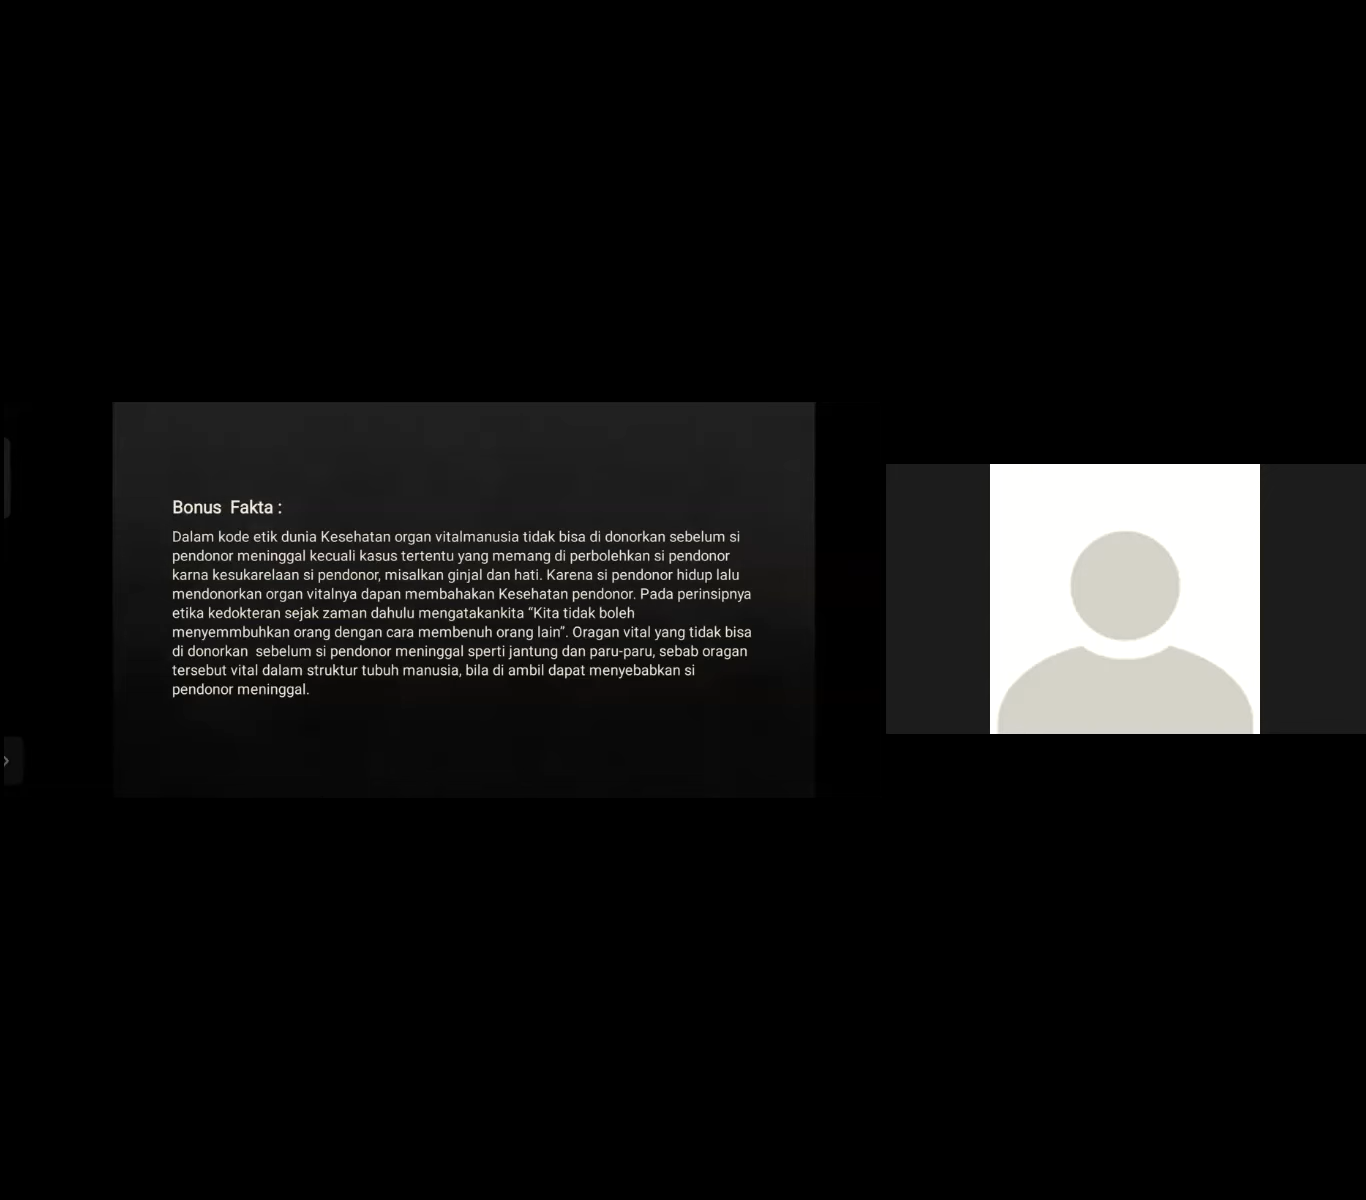 Bonus Fakta :
Dalam kode etik dunia Kesehatan organ vitalmanusia tidak bisa di donorkan sebelum si
pendonor meninggal kecuali kasus tertentu yang memang di perbolehkan si pendonor
karna kesukarelaan si pendonor, misalkan ginjal dan hati. Karena si pendonor hidup lalu
mendonorkan organ vitalnya dapan membahakan Kesehatan pendonor. Pada perinsipnya
etika kedokteran sejak zaman dahulu mengatakankita “Kita tidak boleh
menyemmbuhkan orang dengan cara membenuh orang lain”. Oragan vital yang tidak bisa
di donorkan sebelum si pendonor meninggal sperti jantung dan paru-paru, sebab oragan
tersebut vital dalam struktur tubuh manusia, bila di ambil dapat menyebabkan si
pendonor meninggal.